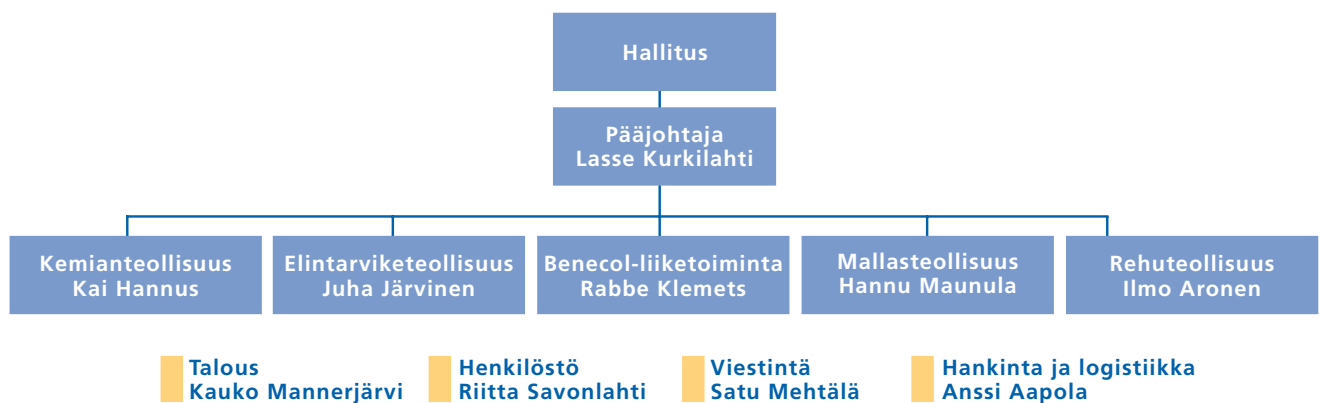 Hallitus
Pääjohtaja
Lasse Kurkilahti
Kemianteollisuus
Kai Hannus
Elintarviketeollisuus
Juha Järvinen
Benecol-liiketoiminta
Rabbe Klemets
Mallasteollisuus
Hannu Maunula
Rehuteollisuus
Ilmo Aronen
Talous
Kauko Mannerjärvi
Henkilöstö
Riitta Savonlahti
Viestintä
Satu Mehtälä
Hankinta ja logistiikka
Anssi Aapola